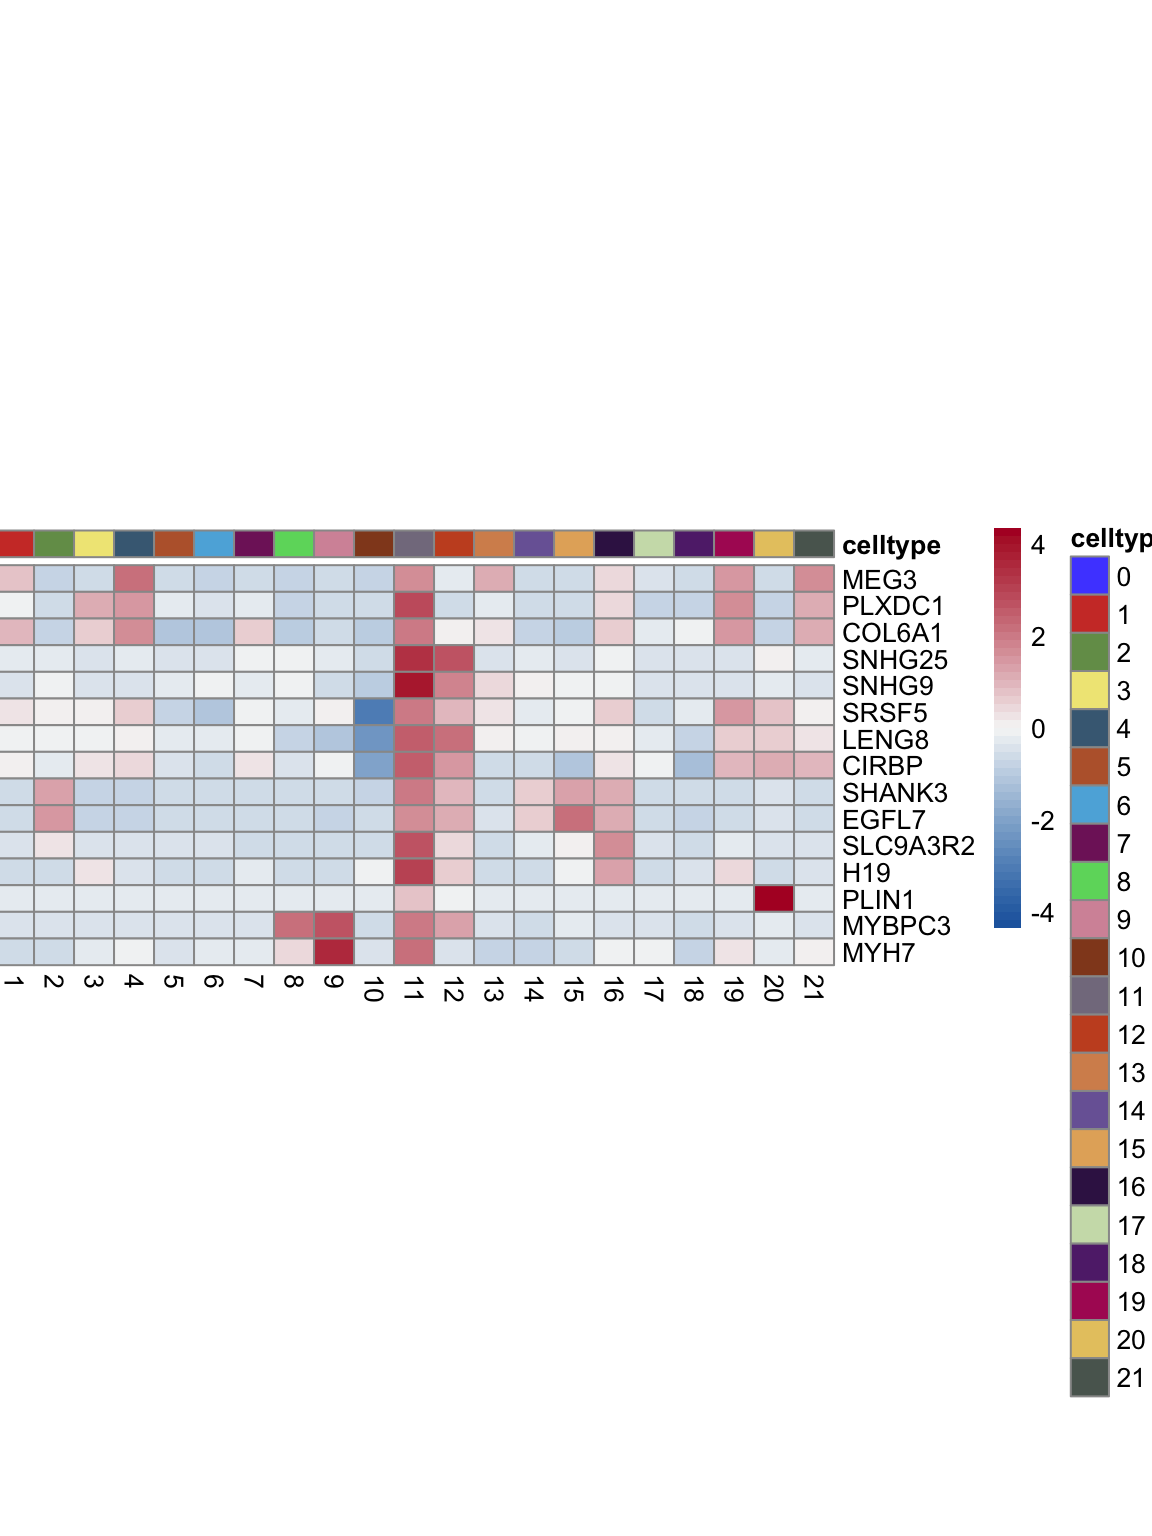 celltype
MEG3
PLXDC1
COL6A1
SNHG25
SNHG9
SRSF5
LENG8
CIRBP
SHANK3
EGFL7
SLC9A3R2
H19
PLIN1
MYBPC3
MYH7
1 2 3 4 5 6 7 8 9 10 11 12 13 14 15 16 17 18 19 20 21
4
2
0
-2
-4
celltyp
0
1
2
3
4
5
6
7
8
9
10
11
12
13
14
15
16
17
18
19
20
21